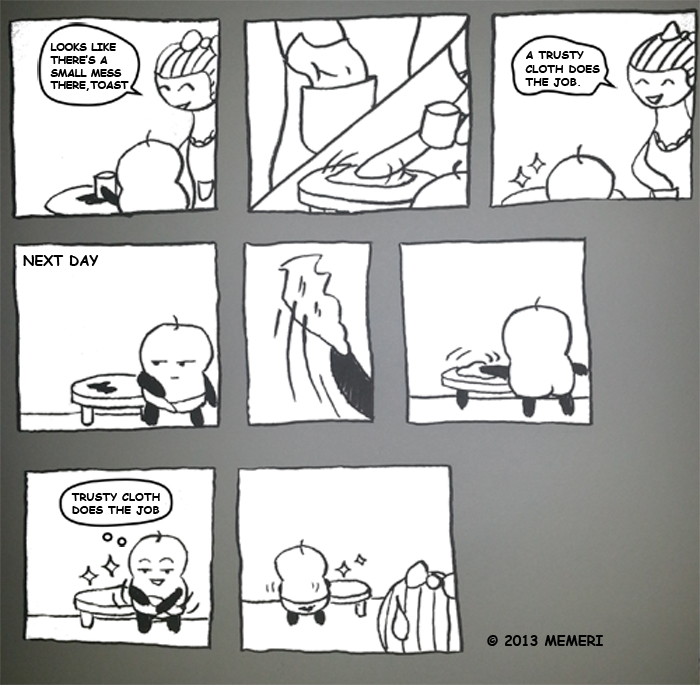 LOOKS LIKE
THERE'S A
SMALL MESS
THERE,TOAST
A TRUSTY
CLOTH DOES
THE JOB.
NEXT DAY
TRUSTY CLOTH
DOES THE JOB
© 2013 MEMERI